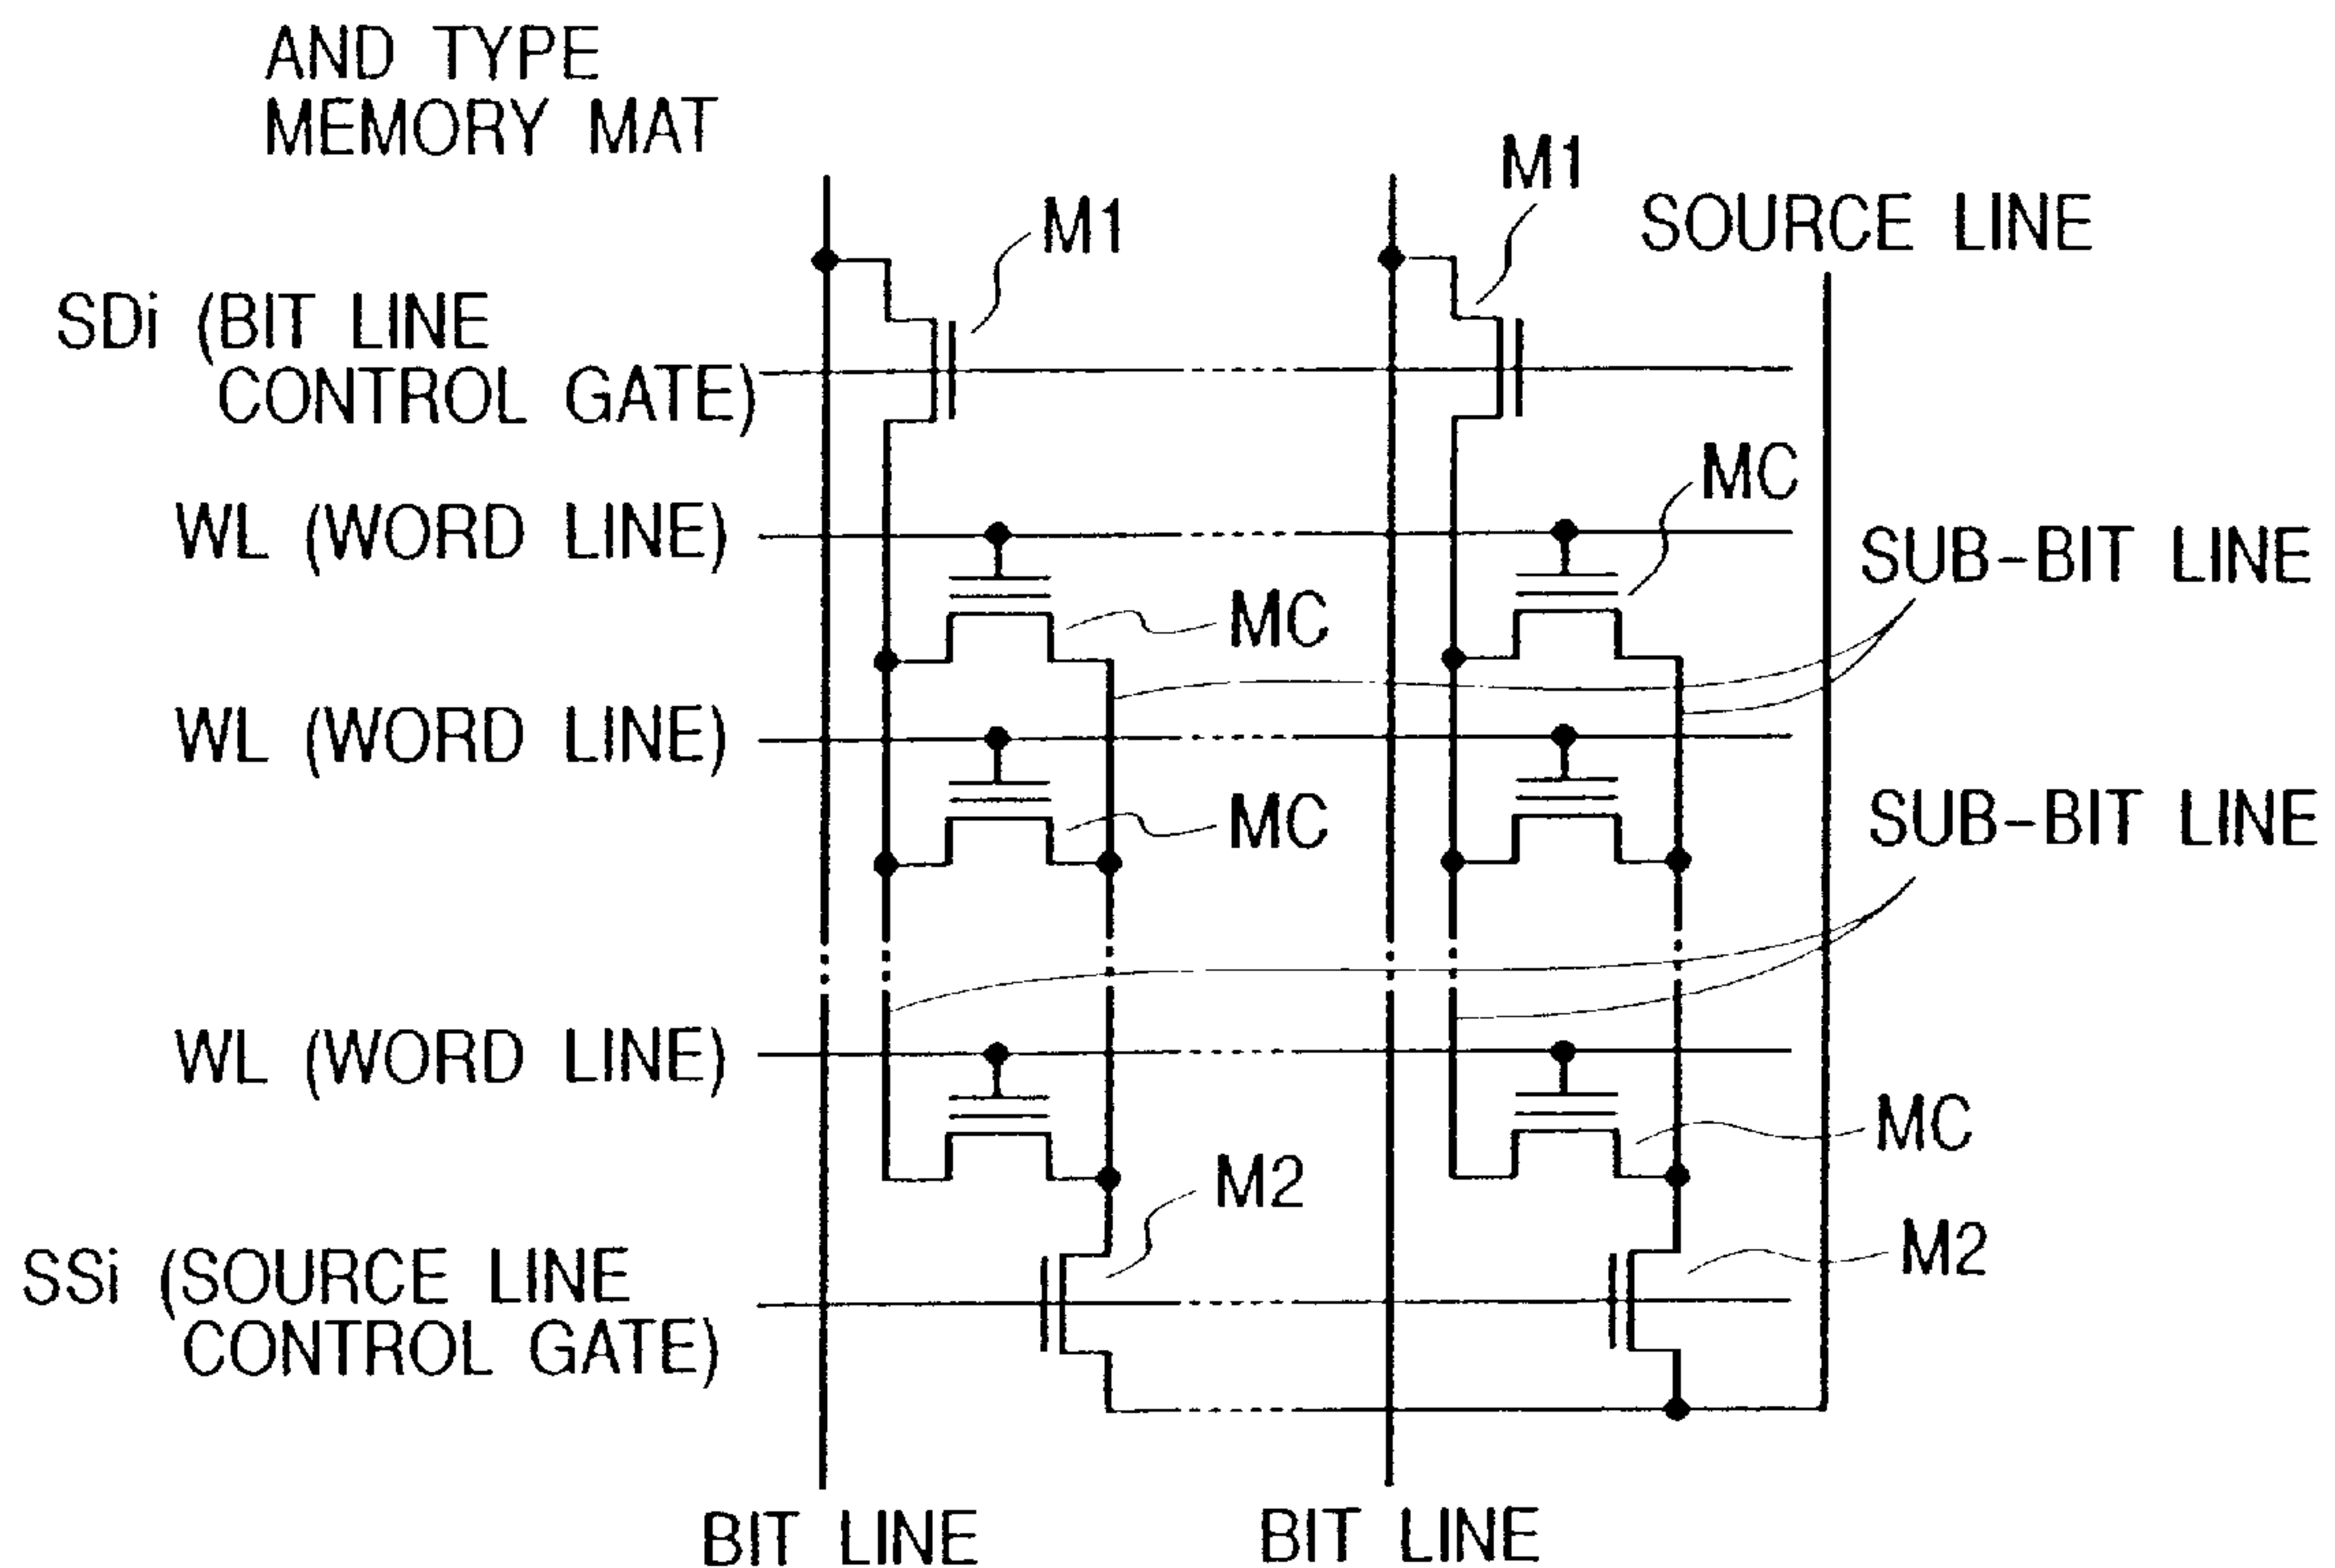 AND TYPE
MEMORY MAT
M1
M1
SOURCE LINE
SDi (BIT LINE
CONTROL GATE)
MC
WL (WORD LINE)
SUB-BIT LINE
MC
WL (WORD LINE)
SUB-BIT LINE
MC
WL (WORD LINE)
MC
M2
M2
SSi (SOURCE LINE
CONTROL GATE)
BIT LINE
BIT LINE